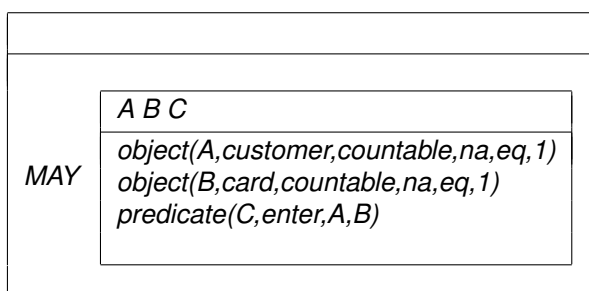 A B C
object(A,customer,countable,na,eq,1)
MAY object(B,card,countable,na,eq,1)
predicate(C,enter,A,B)